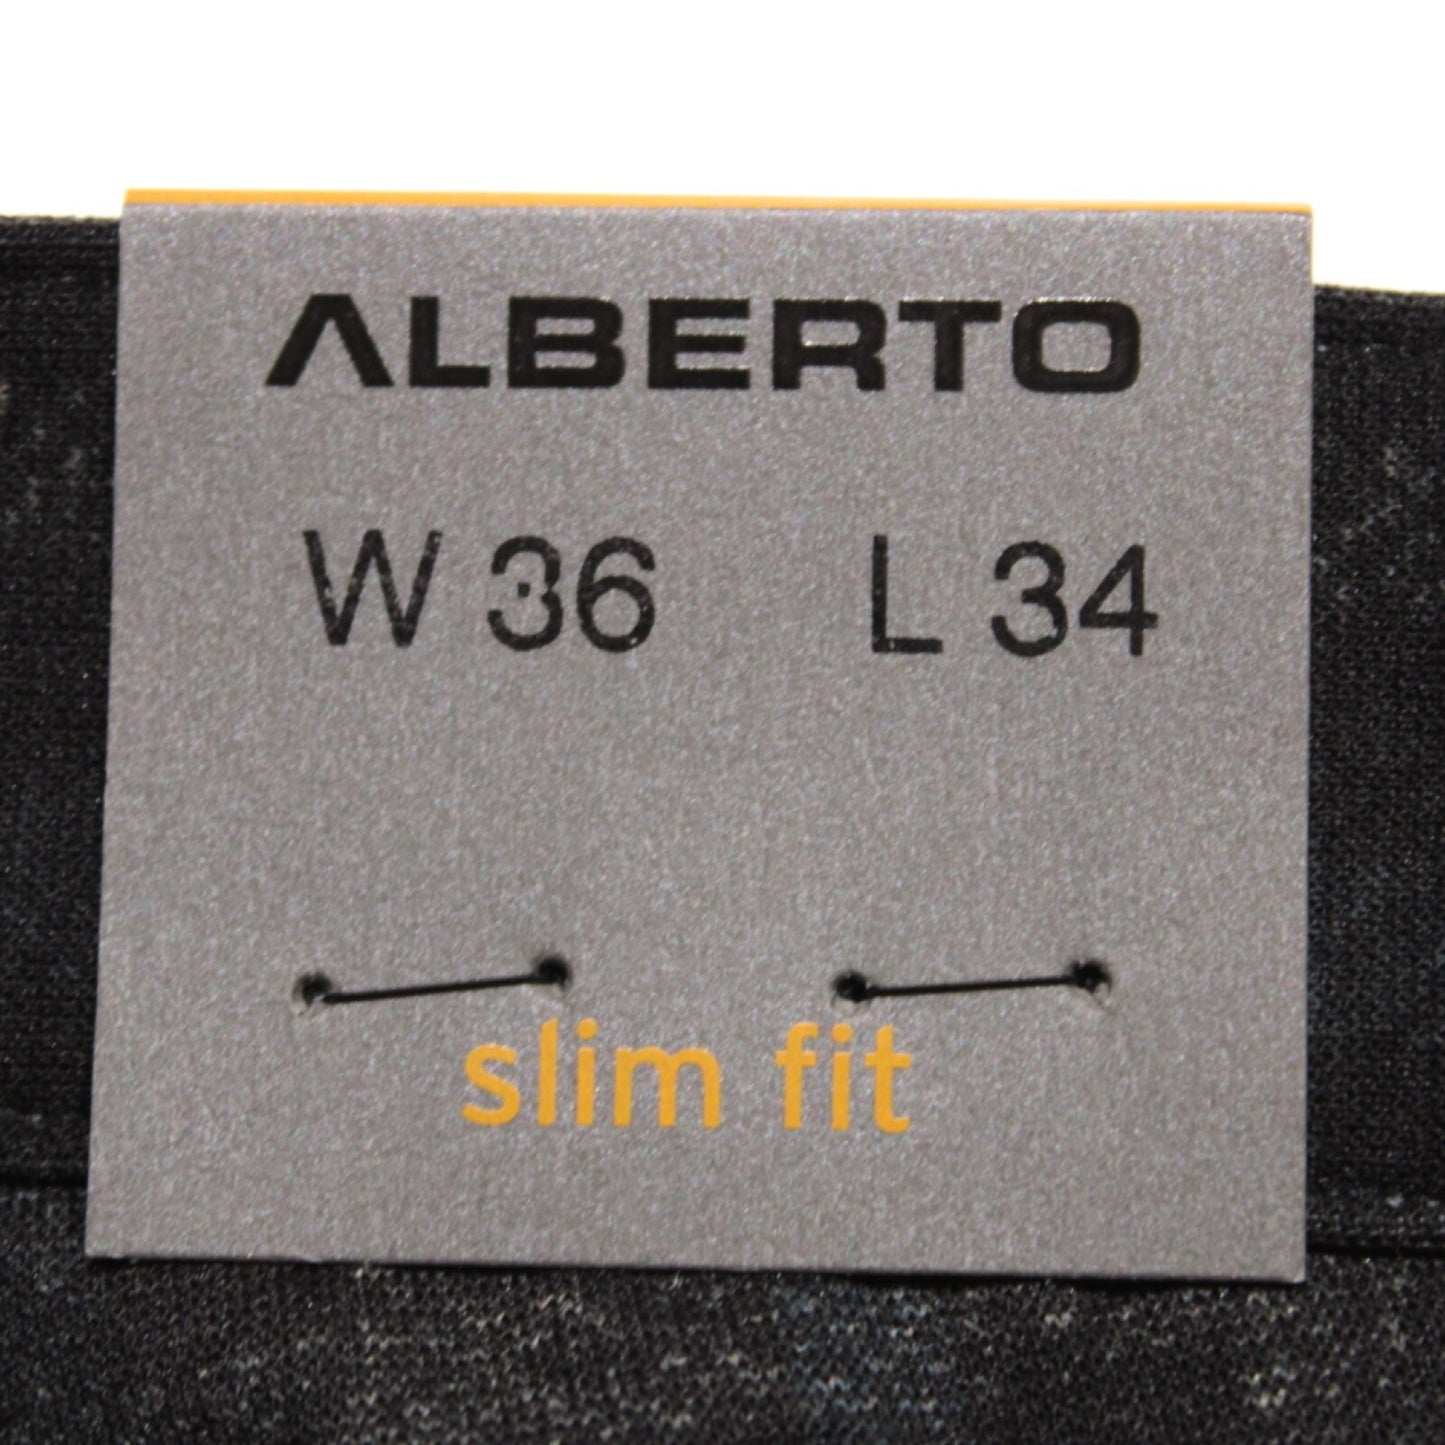 ALBERTO
W 36 L 34
slim fit